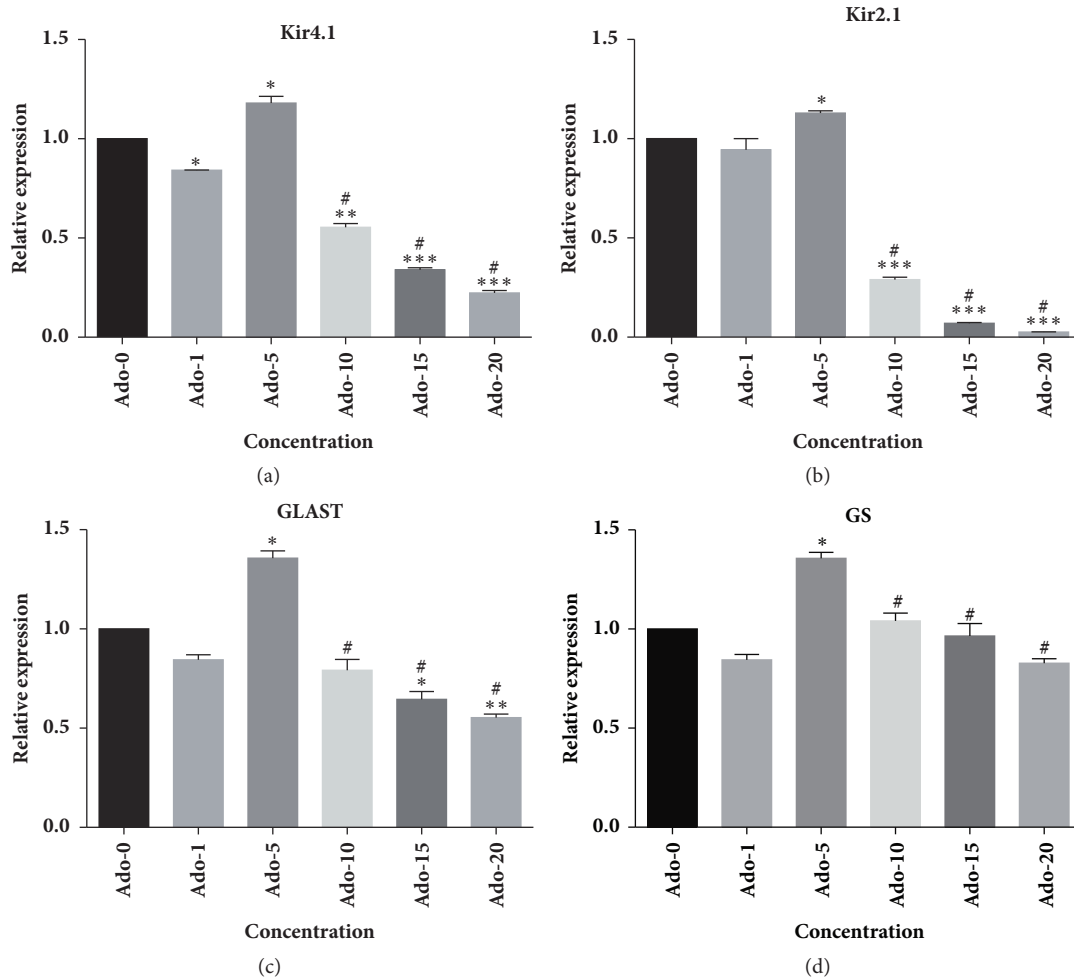 Kir4.1
1.5
1.0
0.5
0.0
Relative expression
*
*
#
**
#
***
#
***
Ado-0
Ado-1
Ado-5
Ado-10
Ado-15
Ado-20
Concentration
(a)
Kir2.1
1.5
1.0
0.5
0.0
Relative expression
*
#
***
#
***
#
***
Ado-0
Ado-1
Ado-5
Ado-10
Ado-15
Ado-20
Concentration
(b)
GLAST
1.5
1.0
0.5
0.0
Relative expression
*
#
#
*
#
**
Ado-0
Ado-1
Ado-5
Ado-10
Ado-15
Ado-20
Concentration
(c)
GS
1.5
1.0
0.5
0.0
Relative expression
*
#
#
#
Ado-0
Ado-1
Ado-5
Ado-10
Ado-15
Ado-20
Concentration
(d)